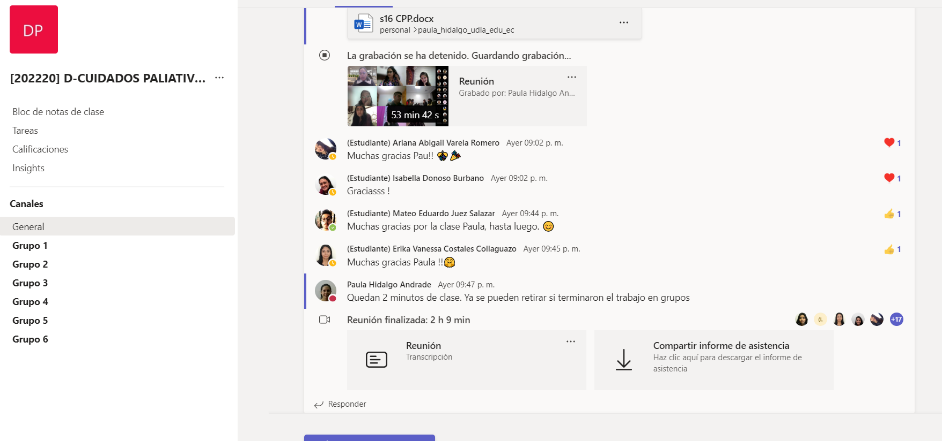 DP
[202220] D-CUIDADOS PALIATIV...
Bloc de notas de clase
Tareas
Calificaciones
Insights
Canales
General
Grupo 1
Grupo 2
Grupo 3
Grupo 4
Grupo 5
Grupo 6
s16 CPP.docx
personal >paula_hidalgo_udla_edu_ec
La grabación se ha detenido. Guardando grabación...
53 min 42 s
Reunión
Grabado por: Paula Hidalgo An...
(Estudiante) Ariana Abigail Varela Romero Ayer 09:02 p. m.
1
Muchas gracias Pau!!
(Estudiante) Isabella Donoso Burbano Ayer 09:02 p. m.
1
Graciasss !
(Estudiante) Mateo Eduardo Juez Salazar Ayer 09:44 p. m.
1
Muchas gracias por la clase Paula, hasta luego.
(Estudiante) Erika Vanessa Costales Collaguazo Ayer 09:45 p. m.
1
Muchas gracias Paula !!
Paula Hidalgo Andrade Ayer 09:47 p. m.
Quedan 2 minutos de clase. Ya se pueden retirar si terminaron el trabajo en grupos
Reunión finalizada: 2 h 9 min
+17
Reunión
Transcripción
Compartir informe de asistencia
Haz clic aquí para descargar el informe de
asistencia
Responder